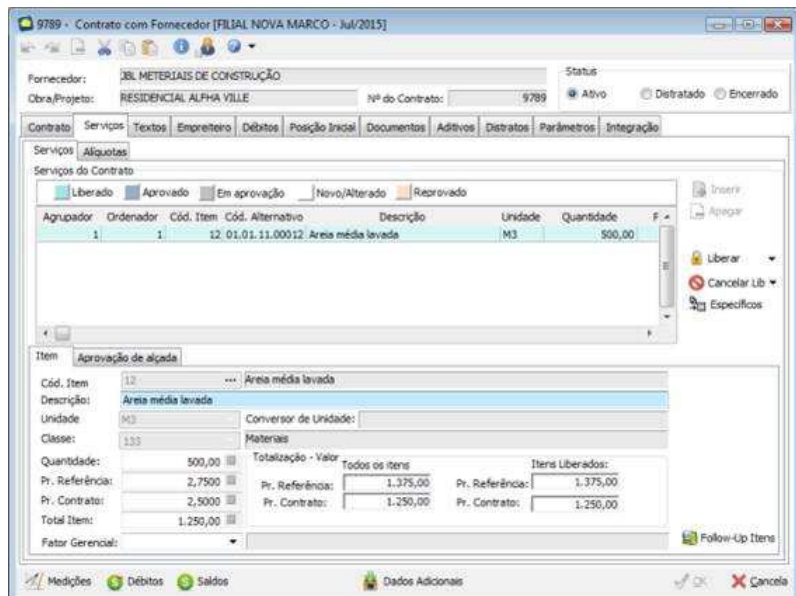 9789 - Contrato com Fornecedor [FILIAL NOVA MARCO - Jul/2015]
Status
Fornecedor: JBL METERIAIS DE CONSTRUÇÃO
Obra/Projeto: RESIDENCIAL ALPHA VILLE Nº do Contrato: 9789 Ativo Distratado Encerrado
Contrato Serviços Textos Empreiteiro Débitos Posição Inicial Documentos Aditivos Distratos Parâmetros Integração
Serviços Alíquotas
Serviços do Contrato
Liberado Aprovado Em aprovação Novo/Alterado Reprovado Inserir
Apagar
Agrupador Ordenador Cód. Item Cód. Alternativo Descrição Unidade Quantidade F
1 1 12 01.01.11.00012 Areia média lavada M3 500,00
Liberar
Cancelar Lib
Específicos
Item Aprovação de alçada
Cód. Item 12 ... Areia média lavada
Descrição: Areia média lavada
Unidade M3 Conversor de Unidade:
Classe: 133 Materiais
Quantidade: 500,00 Totalização - Valor Todos os itens Itens Liberados:
Pr. Referência: 2,7500 Pr. Referência: 1.375,00 Pr. Referência: 1.375,00
Pr. Contrato: 2,5000 Pr. Contrato: 1.250,00 Pr. Contrato: 1.250,00
Total Item: 1.250,00
Fator Gerencial: Follow-Up Itens
Medições Débitos Saldos Dados Adicionais OK Cancela